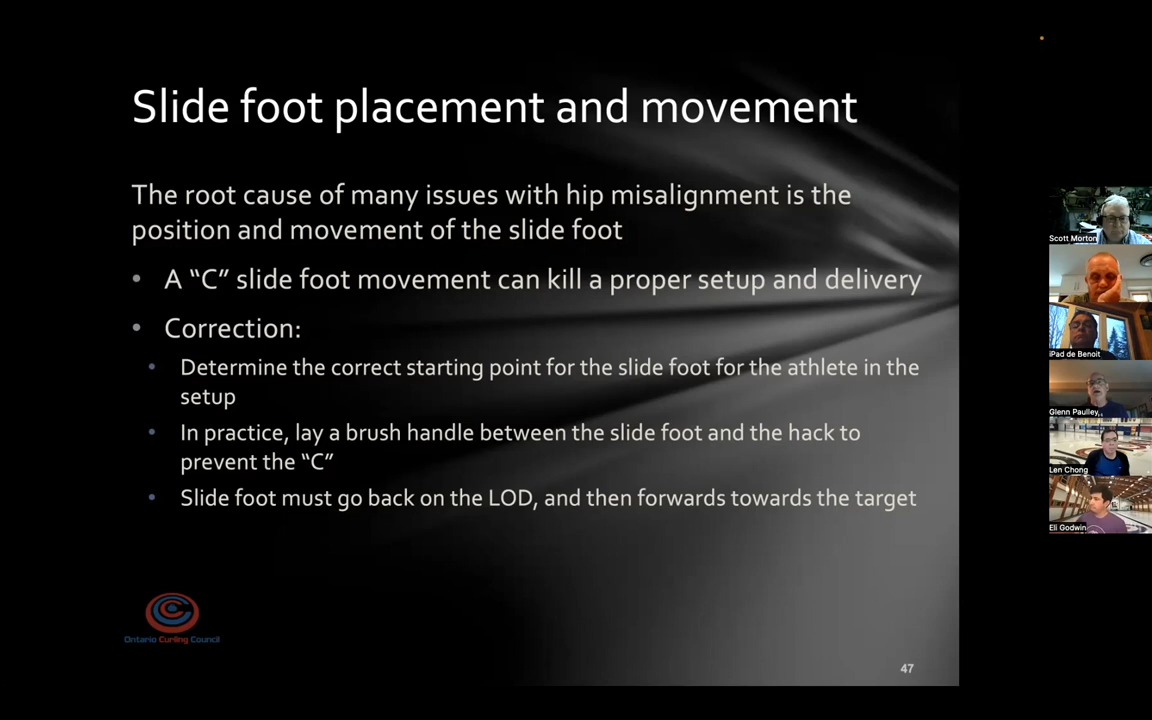 Slide foot placement and movement
The root cause of many issues with hip misalignment is the
position and movement of the slide foot
• A “C” slide foot movement can kill a proper setup and delivery
• Correction:
• Determine the correct starting point for the slide foot for the athlete in the
setup
• In practice, lay a brush handle between the slide foot and the hack to
prevent the “C”
• Slide foot must go back on the LOD, and then forwards towards the target
Ontario Curling Council
47
Scott Morton
iPad de Benoit
Glenn Paulley
Len Chong
Eli Godwin